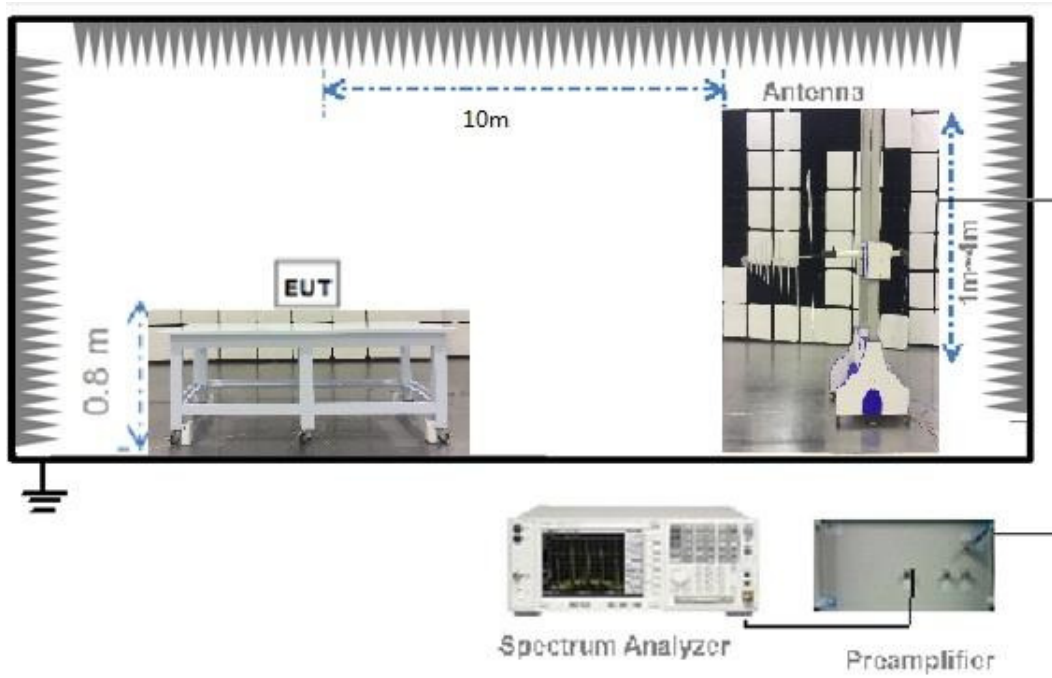 Antenna
10m
1m~4m
EUT
0.8 m
Spectrum Analyzer
Preamplifier